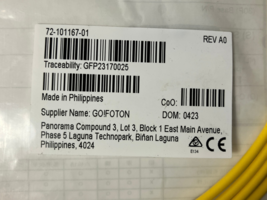 72-101167-01
REV A0
Traceability: GFP23170025
Made in Philippines
CoO:
Supplier Name: GOIFOTON
DOM: 0423
Panorama Compound 3, Lot 3, Block 1 East Main Avenue,
Phase 5 Laguna Technopark, Biñan Laguna
Philippines, 4024